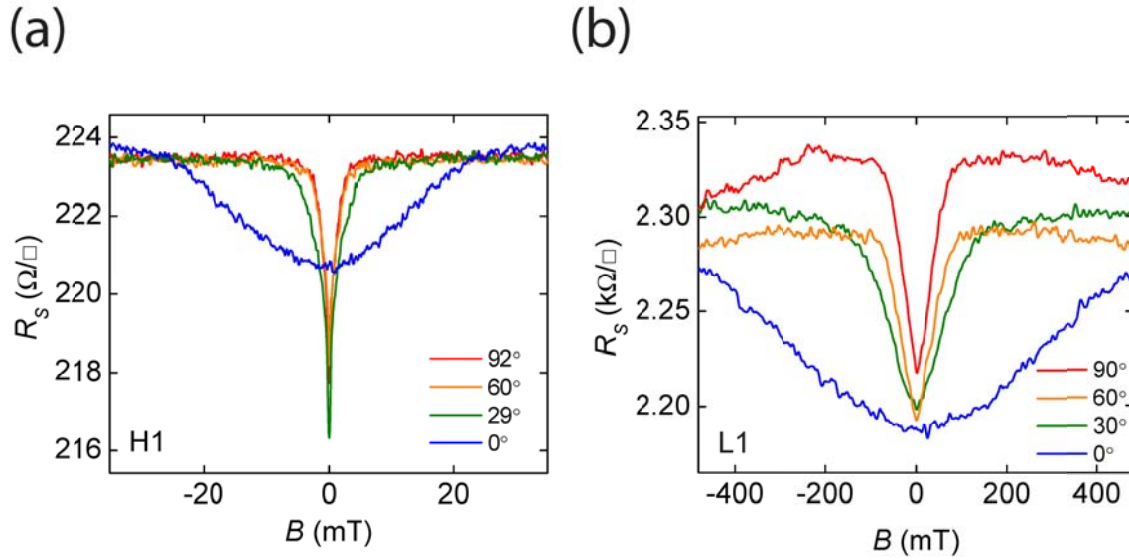 (a)
224
222
220
218
216
R_s (Ω/□)
92°
60°
29°
0°
H1
-20 0 20
B (mT)
(b)
2.35
2.30
2.25
2.20
R_s (kΩ/□)
90°
60°
30°
0°
L1
-400 -200 0 200 400
B (mT)